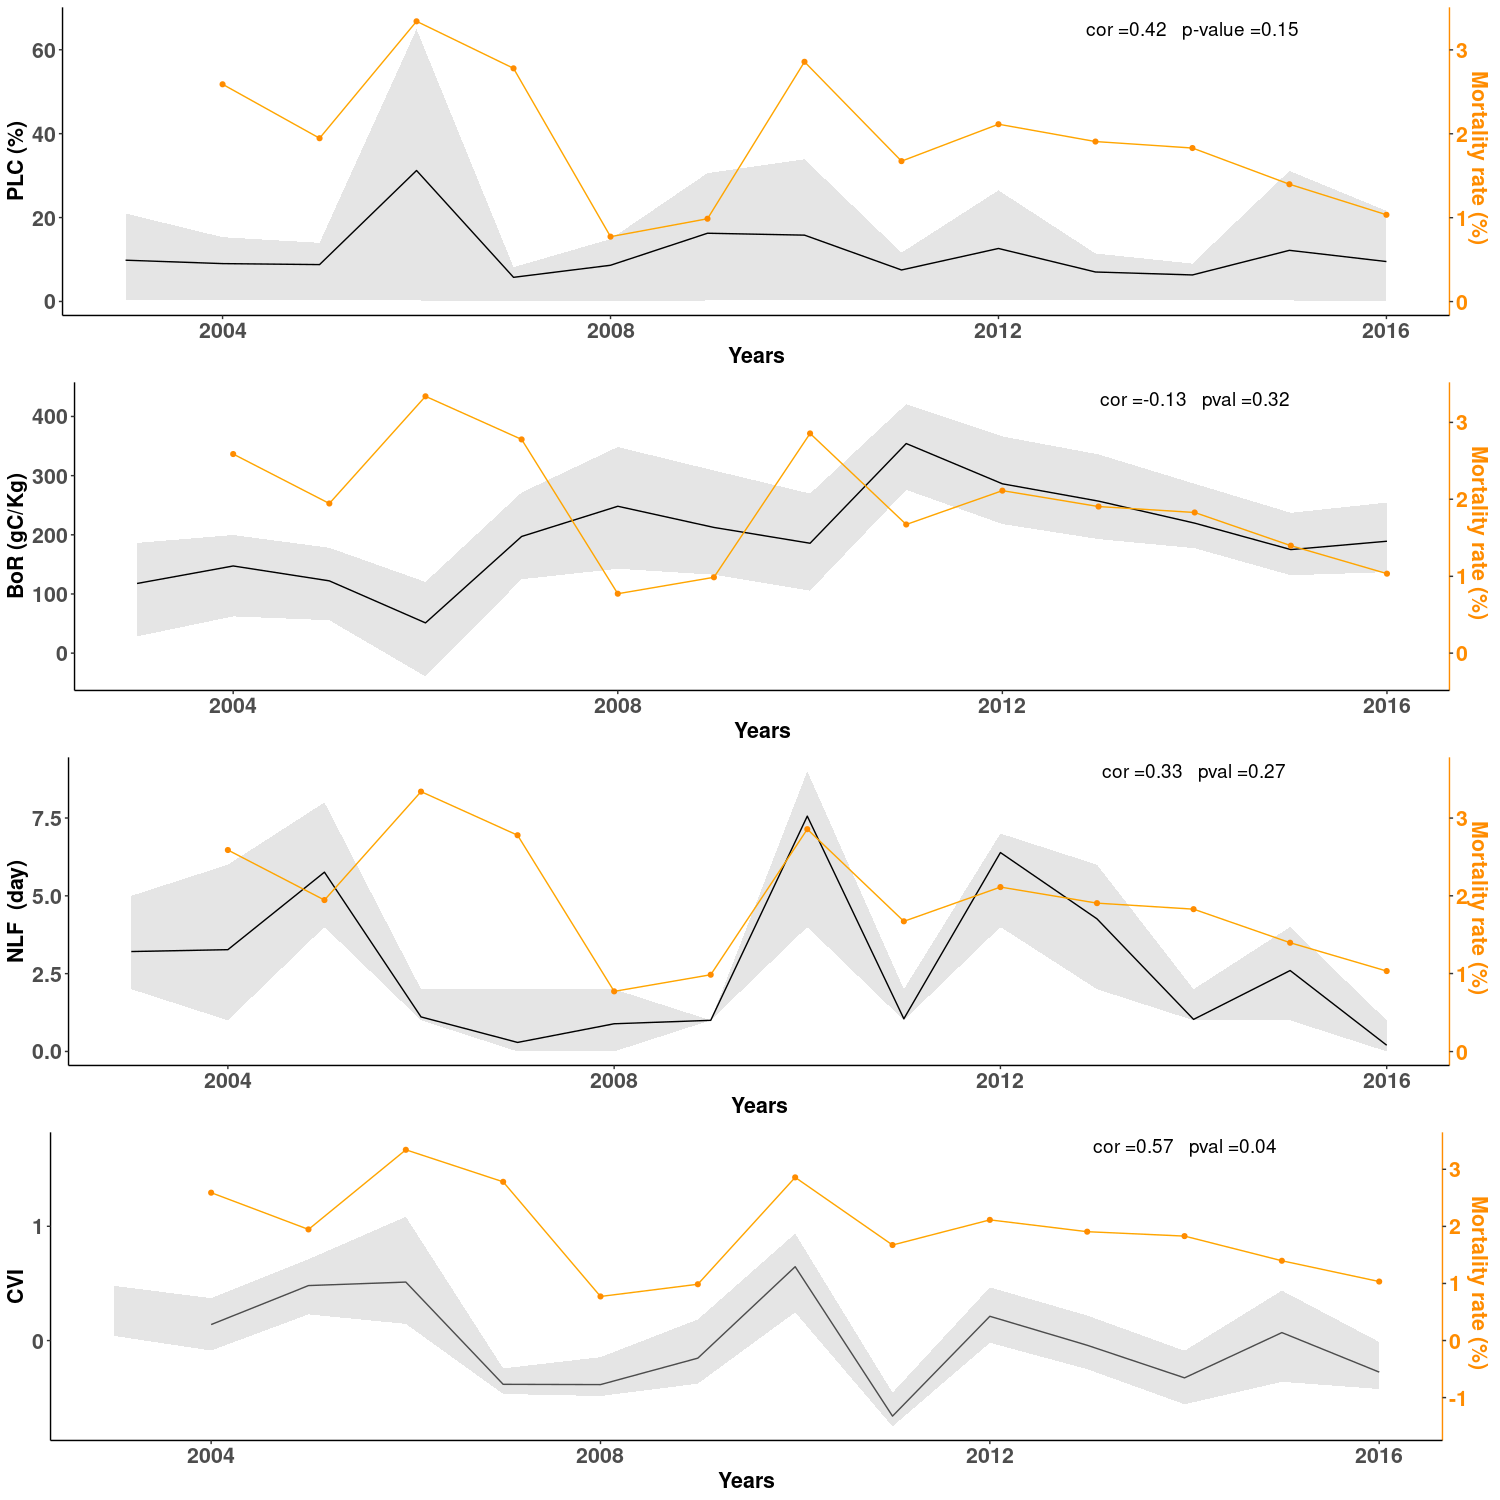 cor =0.42 p-value =0.15
PLC (%)
60
40
20
0
3
2
1
0
Mortality rate (%)
2004 2008 2012 2016
Years
cor =-0.13 pval =0.32
BoR (gC/Kg)
400
300
200
100
0
3
2
1
0
Mortality rate (%)
2004 2008 2012 2016
Years
cor =0.33 pval =0.27
NLF (day)
7.5
5.0
2.5
0.0
3
2
1
0
Mortality rate (%)
2004 2008 2012 2016
Years
cor =0.57 pval =0.04
CVI
1
0
3
2
1
0
-1
Mortality rate (%)
2004 2008 2012 2016
Years